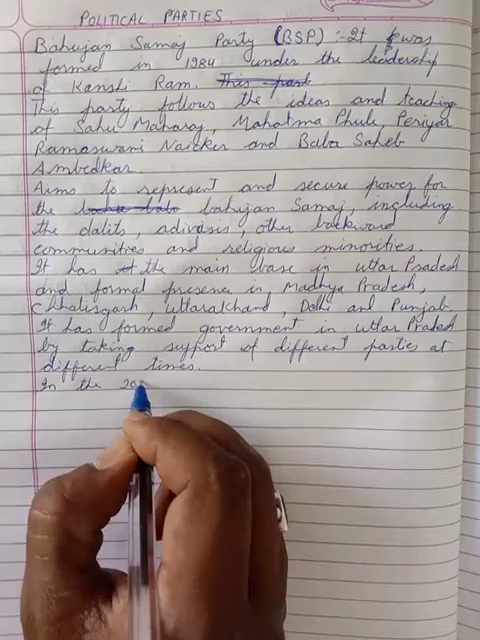 POLITICAL PARTIES
Bahujan Samaj Party (BSP) :- It was
formed in 1984 under the leadership
of Kanshi Ram. This part
This party follows the ideas and teaching
of Sahu Maharaj, Mahatma Phule, Periyar
Ramaswami Naicker and Baba Saheb
Ambedkar.
Aims to represent and secure power for
the bahujan Samaj, including
the dalits, adivasis, other backward
communities and religious minorities.
It has the main base in Uttar Pradesh
and formal presence in, Madhya Pradesh,
Chhatisgarh, Uttarakhand, Delhi and Punjab.
It has formed government in Uttar Pradesh
by taking support of different parties at
different times.
In the 20